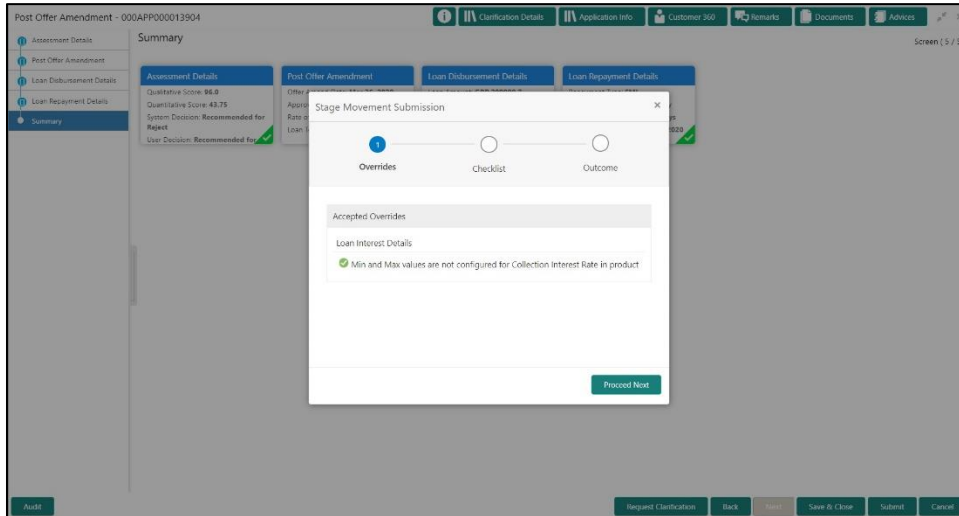 Post Offer Amendment - 000APP000013904
Clarification Details
Application Info
Customer 360
Remarks
Documents
Advices
Assessment Details
Post Offer Amendment
Loan Disbursement Details
Loan Repayment Details
Summary
Summary
Screen ( 5 / 5
Assessment Details
Qualitative Score: 86.0
Quantitative Score: 43.75
System Decision: Recommended for
Reject
User Decision: Recommended for
Post Offer Amendment
Loan Disbursement Details
Loan Repayment Details
Stage Movement Submission
×
1
Overrides
Checklist
Outcome
Accepted Overrides
Loan Interest Details
Min and Max values are not configured for Collection Interest Rate in product
Proceed Next
Audit
Request Clarification
Back
Next
Save & Close
Submit
Cancel